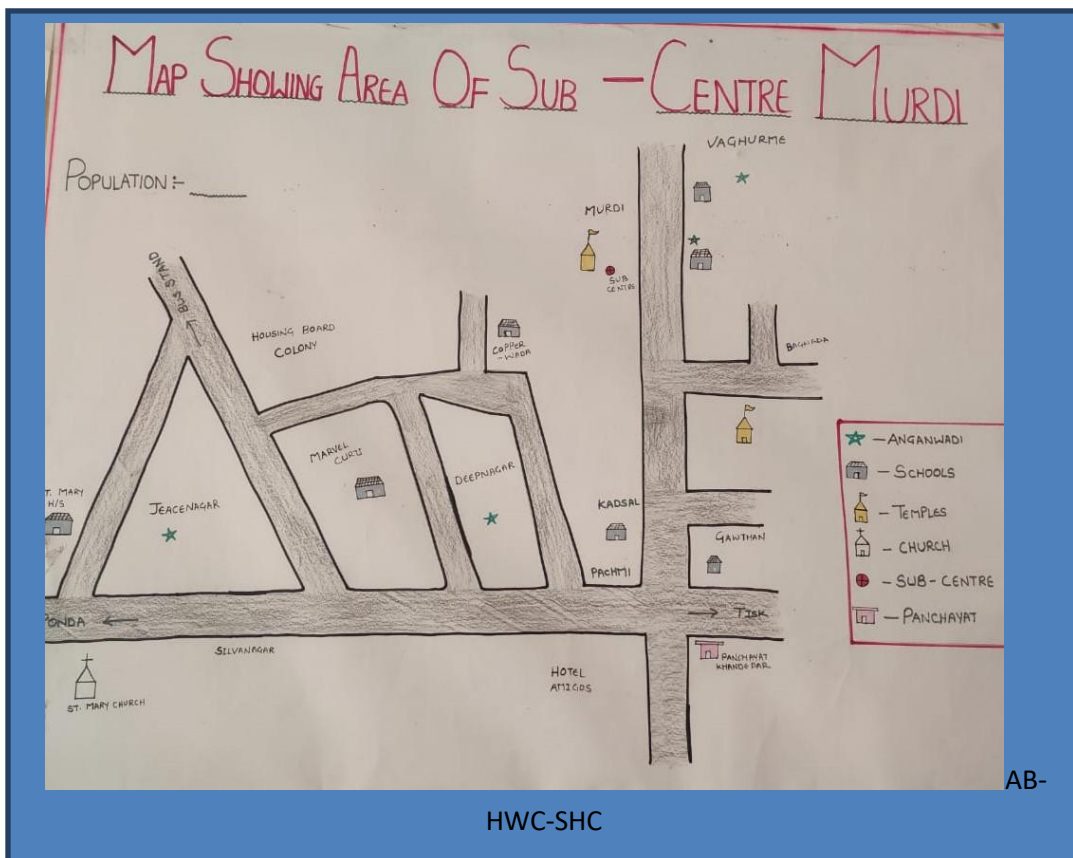 MAP SHOWING AREA OF SUB - CENTRE MURDI
POPULATION :- ____
VAGHURME
MURDI
SUB
CENTRE
BUS STAND
HOUSING BOARD
COLONY
COPPER
-WADA
BAGWADA
MARVEL
CURTI
DEEPNAGAR
T. MARY
H/S
JEACENAGAR
KADSAL
GAWTHAN
PACHMI
PONDA
TISK
SILVANAGAR
HOTEL
AMIGOS
PANCHAYAT
KHANDEPAR
ST. MARY CHURCH
- ANGANWADI
- SCHOOLS
- TEMPLES
- CHURCH
- SUB-CENTRE
- PANCHAYAT
AB-
HWC-SHC